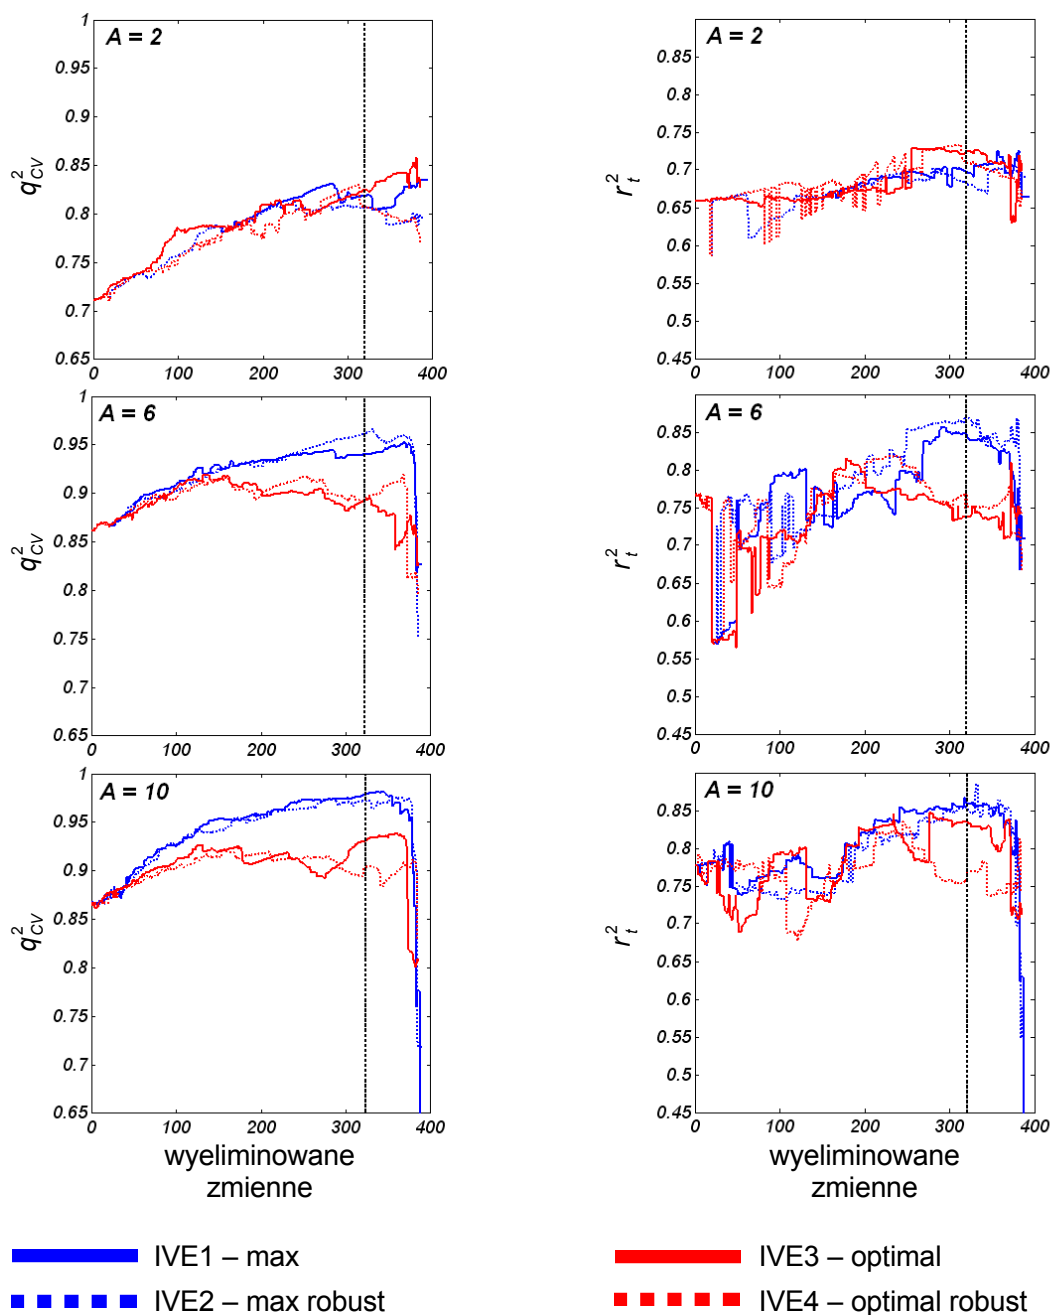 A = 2
q²CV
1
0.95
0.9
0.85
0.8
0.75
0.7
0.65
0 100 200 300 400
A = 2
r²t
0.85
0.8
0.75
0.7
0.65
0.6
0.55
0.5
0.45
0 100 200 300 400
A = 6
q²CV
1
0.95
0.9
0.85
0.8
0.75
0.7
0.65
0 100 200 300 400
A = 6
r²t
0.85
0.8
0.75
0.7
0.65
0.6
0.55
0.5
0.45
0 100 200 300 400
A = 10
q²CV
1
0.95
0.9
0.85
0.8
0.75
0.7
0.65
0 100 200 300 400
wyeliminowane
zmienne
A = 10
r²t
0.85
0.8
0.75
0.7
0.65
0.6
0.55
0.5
0.45
0 100 200 300 400
wyeliminowane
zmienne
IVE1 – max
IVE2 – max robust
IVE3 – optimal
IVE4 – optimal robust